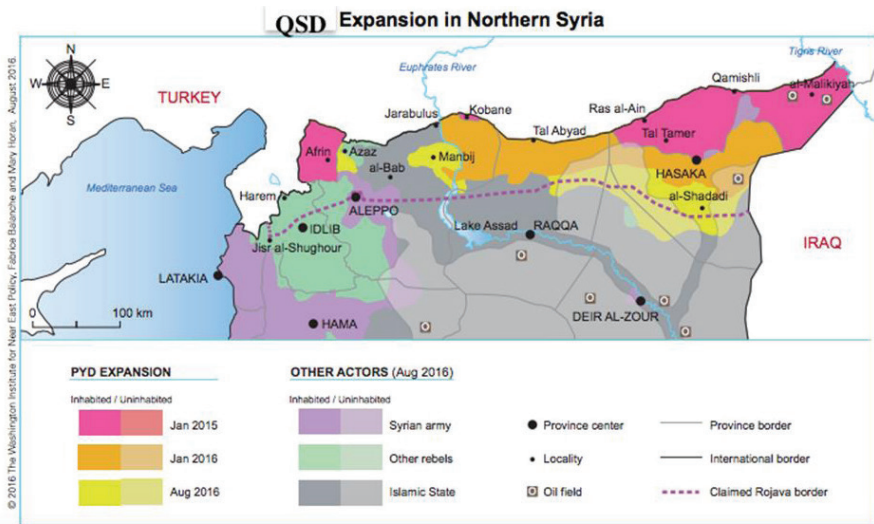 QSD Expansion in Northern Syria
N
W E
S
TURKEY
Mediterranean Sea
Euphrates River
Tigris River
Qamishli
al-Malikiyah
Kobane
Jarabulus
Ras al-Ain
Tal Abyad
Tal Tamer
Afrin
Azaz
Manbij
al-Bab
HASAKA
al-Shadadi
Harem
ALEPPO
IDLIB
Lake Assad
RAQQA
Jisr al-Shughour
IRAQ
LATAKIA
DEIR AL-ZOUR
HAMA
0 100 km
© 2016 The Washington Institute for Near East Policy, Fabrice Balanche and Mary Horan, August 2016.
PYD EXPANSION
Inhabited / Uninhabited
Jan 2015
Jan 2016
Aug 2016
OTHER ACTORS (Aug 2016)
Inhabited / Uninhabited
Syrian army
Other rebels
Islamic State
Province center
Locality
Oil field
Province border
International border
Claimed Rojava border